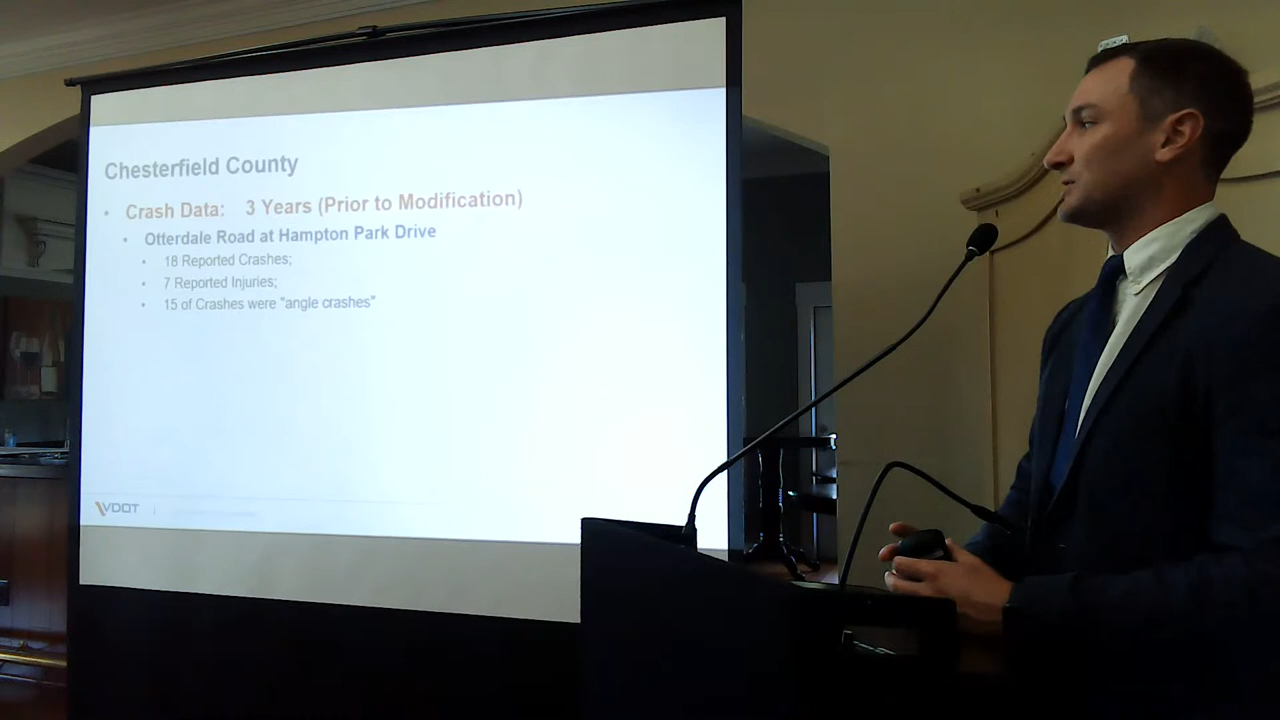 Chesterfield County
• Crash Data: 3 Years (Prior to Modification)
• Otterdale Road at Hampton Park Drive
• 18 Reported Crashes;
• 7 Reported Injuries;
• 15 of Crashes were "angle crashes"
VDOT